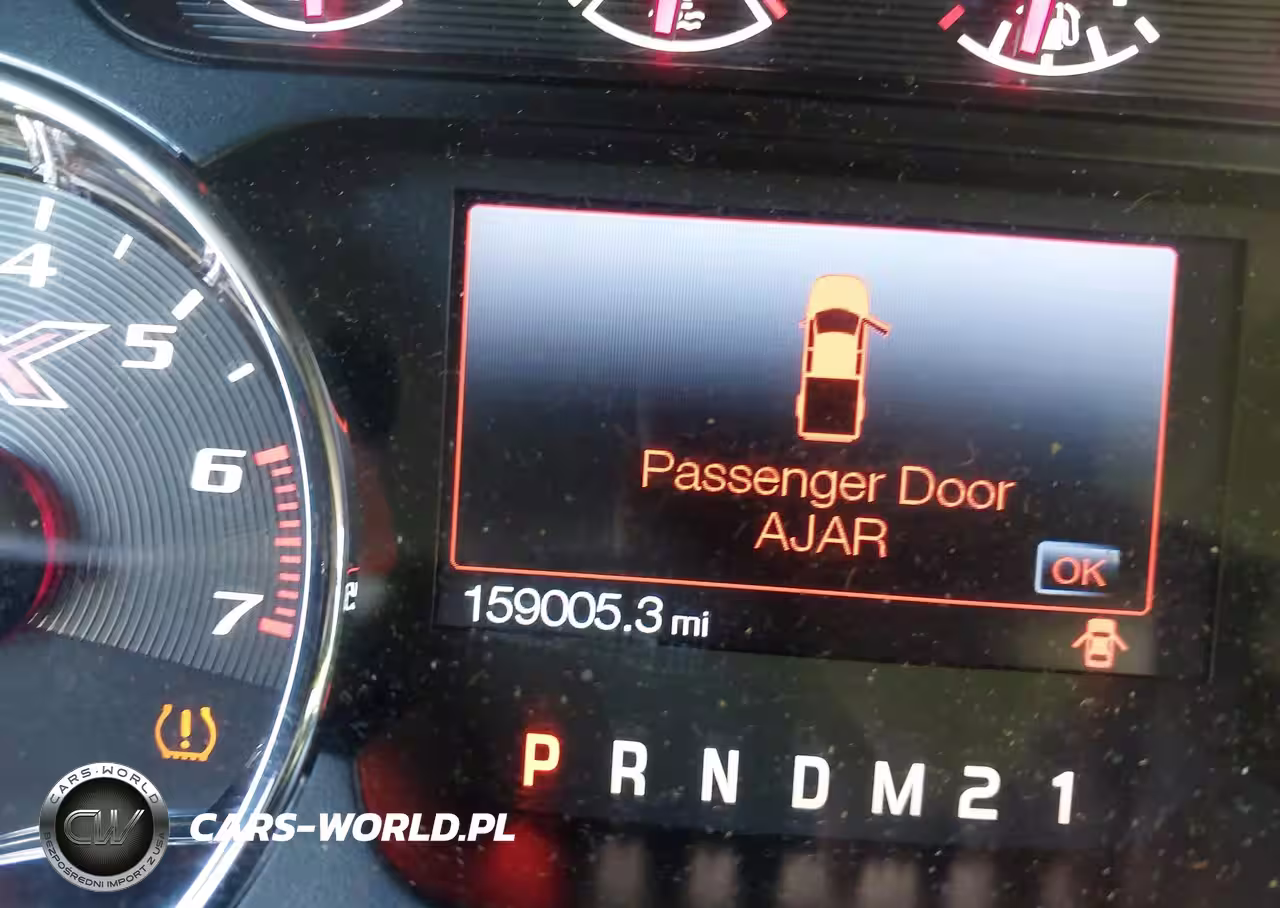 4
5
6
7
Passenger Door
AJAR
OK
159005.3 mi
P R N D M 2 1
CARS-WORLD
CW
BEZPOŚREDNI IMPORT Z USA
CARS-WORLD.PL